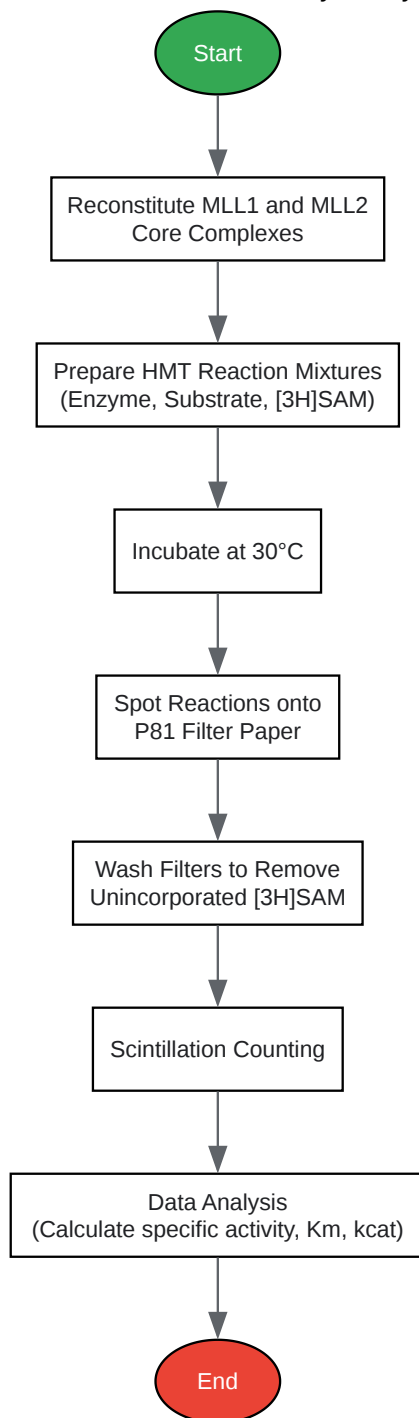 Start
Reconstitute MLL1 and MLL2
Core Complexes
Prepare HMT Reaction Mixtures
(Enzyme, Substrate, [3H]SAM)
Incubate at 30°C
Spot Reactions onto
P81 Filter Paper
Wash Filters to Remove
Unincorporated [3H]SAM
Scintillation Counting
Data Analysis
(Calculate specific activity, Km, kcat)
End